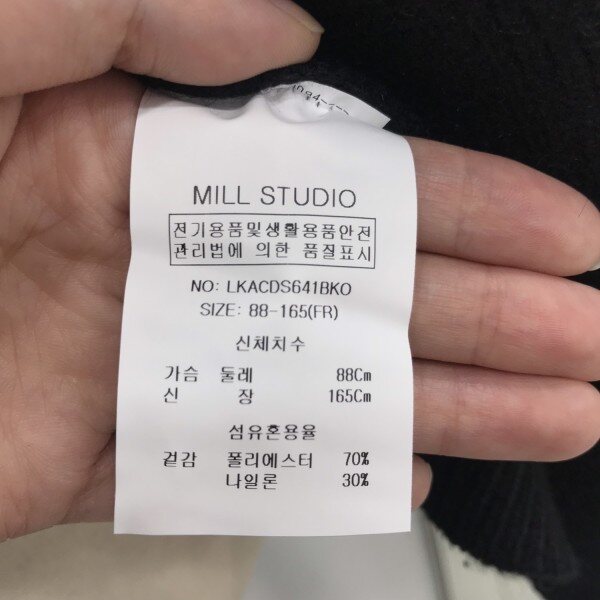 MILL STUDIO
전기용품및생활용품안전
관리법에 의한 품질표시
NO: LKACDS641BKO
SIZE: 88-165(FR)
신체치수
가슴 둘레 88Cm
신 장 165Cm
섬유혼용율
겉감 폴리에스터 70%
나일론 30%